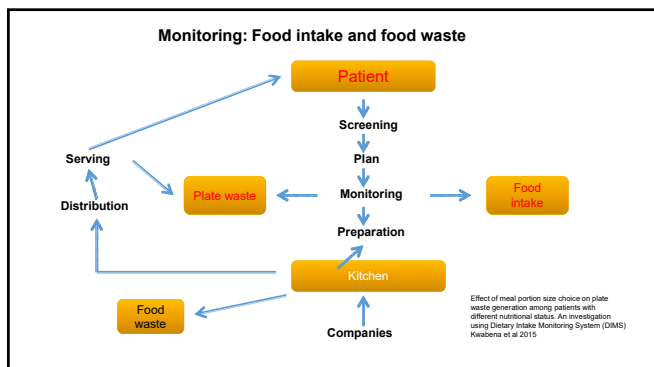 Monitoring: Food intake and food waste
Patient
Screening
Serving
Plan
Plate waste
Monitoring
Food
intake
Distribution
Preparation
Kitchen
Food
waste
Companies
Effect of meal portion size choice on plate
waste generation among patients with
different nutritional status. An investigation
using Dietary Intake Monitoring System (DIMS)
Kwabena et al 2015